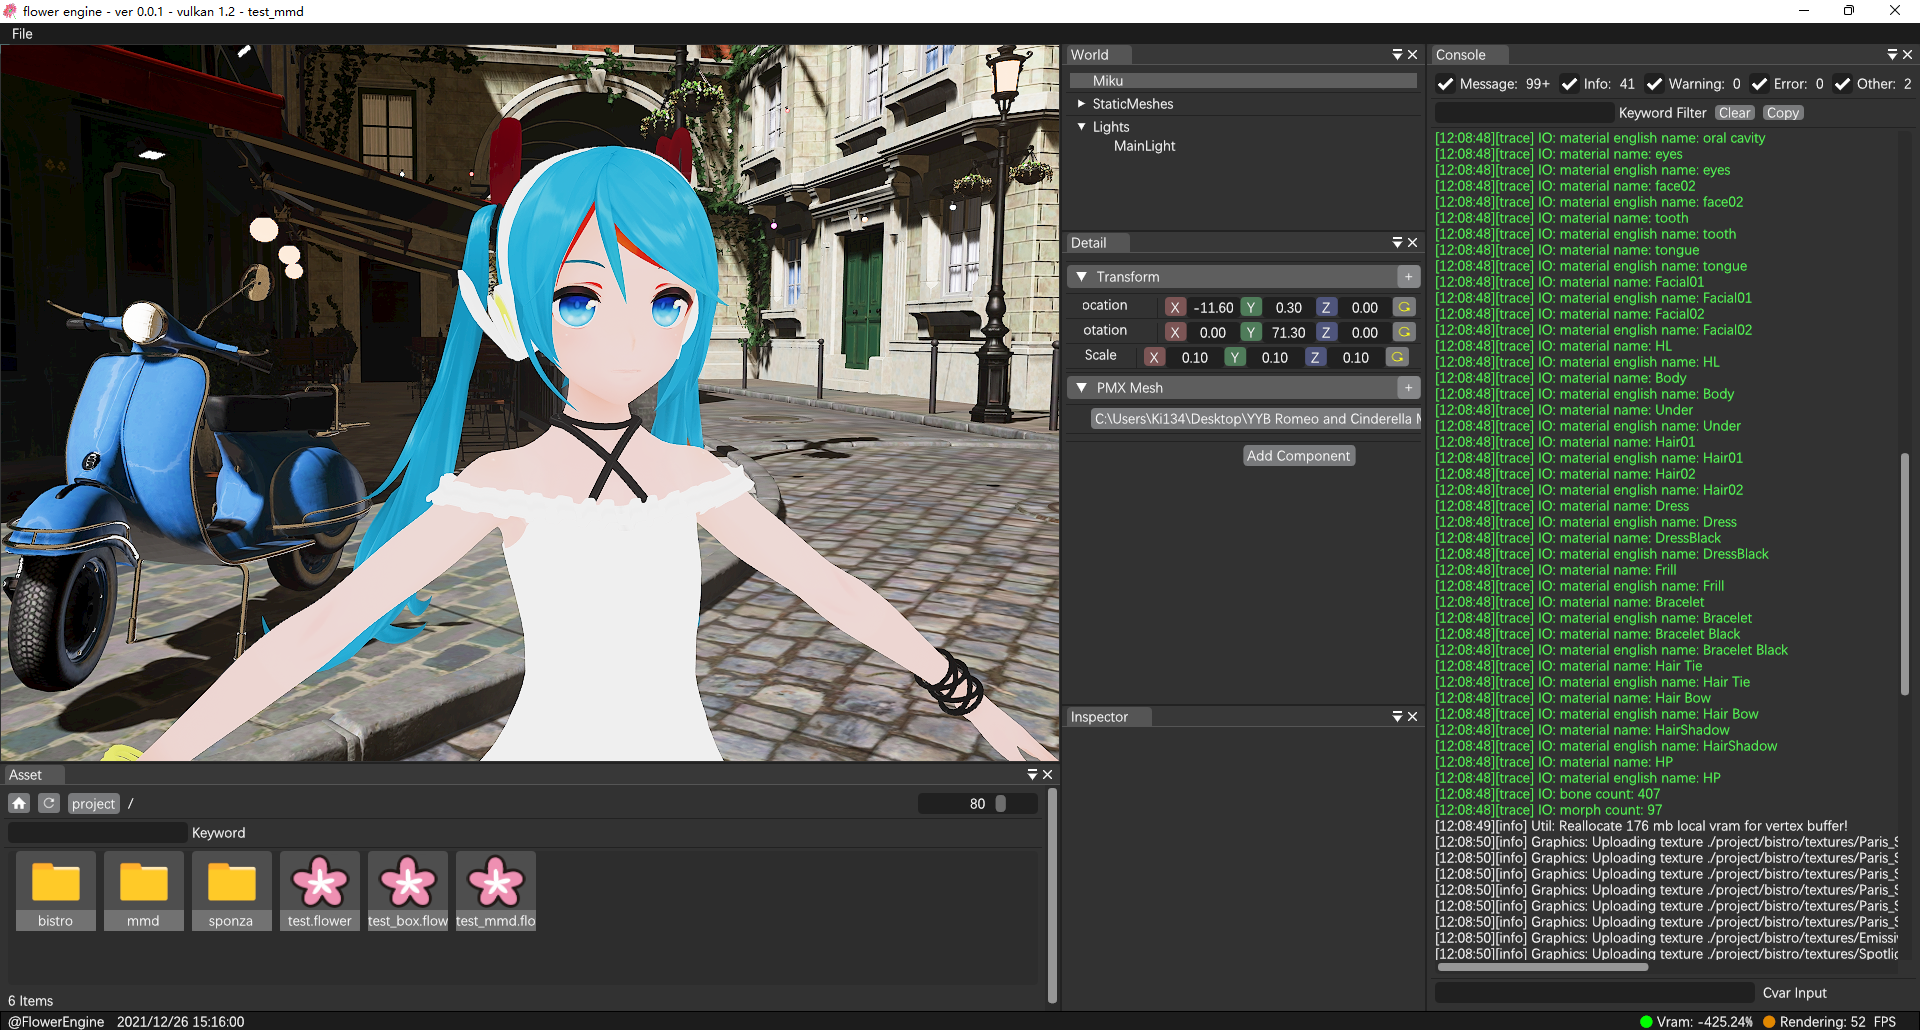 flower engine - ver 0.0.1 - vulkan 1.2 - test_mmd
File
World
Miku
StaticMeshes
Lights
MainLight
Detail
Transform +
ocation X -11.60 Y 0.30 Z 0.00
otation X 0.00 Y 71.30 Z 0.00
Scale X 0.10 Y 0.10 Z 0.10
PMX Mesh +
C:\Users\Ki134\Desktop\YYB Romeo and Cinderella M
Add Component
Inspector
Console
Message: 99+ Info: 41 Warning: 0 Error: 0 Other: 2
Keyword Filter Clear Copy
[12:08:48][trace] IO: material english name: oral cavity
[12:08:48][trace] IO: material name: eyes
[12:08:48][trace] IO: material english name: eyes
[12:08:48][trace] IO: material name: face02
[12:08:48][trace] IO: material english name: face02
[12:08:48][trace] IO: material name: tooth
[12:08:48][trace] IO: material english name: tooth
[12:08:48][trace] IO: material name: tongue
[12:08:48][trace] IO: material english name: tongue
[12:08:48][trace] IO: material name: Facial01
[12:08:48][trace] IO: material english name: Facial01
[12:08:48][trace] IO: material name: Facial02
[12:08:48][trace] IO: material english name: Facial02
[12:08:48][trace] IO: material name: HL
[12:08:48][trace] IO: material english name: HL
[12:08:48][trace] IO: material name: Body
[12:08:48][trace] IO: material english name: Body
[12:08:48][trace] IO: material name: Under
[12:08:48][trace] IO: material english name: Under
[12:08:48][trace] IO: material name: Hair01
[12:08:48][trace] IO: material english name: Hair01
[12:08:48][trace] IO: material name: Hair02
[12:08:48][trace] IO: material english name: Hair02
[12:08:48][trace] IO: material name: Dress
[12:08:48][trace] IO: material english name: Dress
[12:08:48][trace] IO: material name: DressBlack
[12:08:48][trace] IO: material english name: DressBlack
[12:08:48][trace] IO: material name: Frill
[12:08:48][trace] IO: material english name: Frill
[12:08:48][trace] IO: material name: Bracelet
[12:08:48][trace] IO: material english name: Bracelet
[12:08:48][trace] IO: material name: Bracelet Black
[12:08:48][trace] IO: material english name: Bracelet Black
[12:08:48][trace] IO: material name: Hair Tie
[12:08:48][trace] IO: material english name: Hair Tie
[12:08:48][trace] IO: material name: Hair Bow
[12:08:48][trace] IO: material english name: Hair Bow
[12:08:48][trace] IO: material name: HairShadow
[12:08:48][trace] IO: material english name: HairShadow
[12:08:48][trace] IO: material name: HP
[12:08:48][trace] IO: material english name: HP
[12:08:48][trace] IO: bone count: 407
[12:08:48][trace] IO: morph count: 97
[12:08:49][info] Util: Reallocate 176 mb local vram for vertex buffer!
[12:08:50][info] Graphics: Uploading texture ./project/bistro/textures/Paris_S
[12:08:50][info] Graphics: Uploading texture ./project/bistro/textures/Paris_S
[12:08:50][info] Graphics: Uploading texture ./project/bistro/textures/Paris_S
[12:08:50][info] Graphics: Uploading texture ./project/bistro/textures/Paris_S
[12:08:50][info] Graphics: Uploading texture ./project/bistro/textures/Paris_S
[12:08:50][info] Graphics: Uploading texture ./project/bistro/textures/Paris_S
[12:08:50][info] Graphics: Uploading texture ./project/bistro/textures/Emissi
[12:08:50][info] Graphics: Uploading texture ./project/bistro/textures/Spotlig
Cvar Input
Asset
project /
80
Keyword
bistro
mmd
sponza
test.flower
test_box.flow
test_mmd.flo
6 Items
@FlowerEngine 2021/12/26 15:16:00
Vram: -425.24% Rendering: 52 FPS